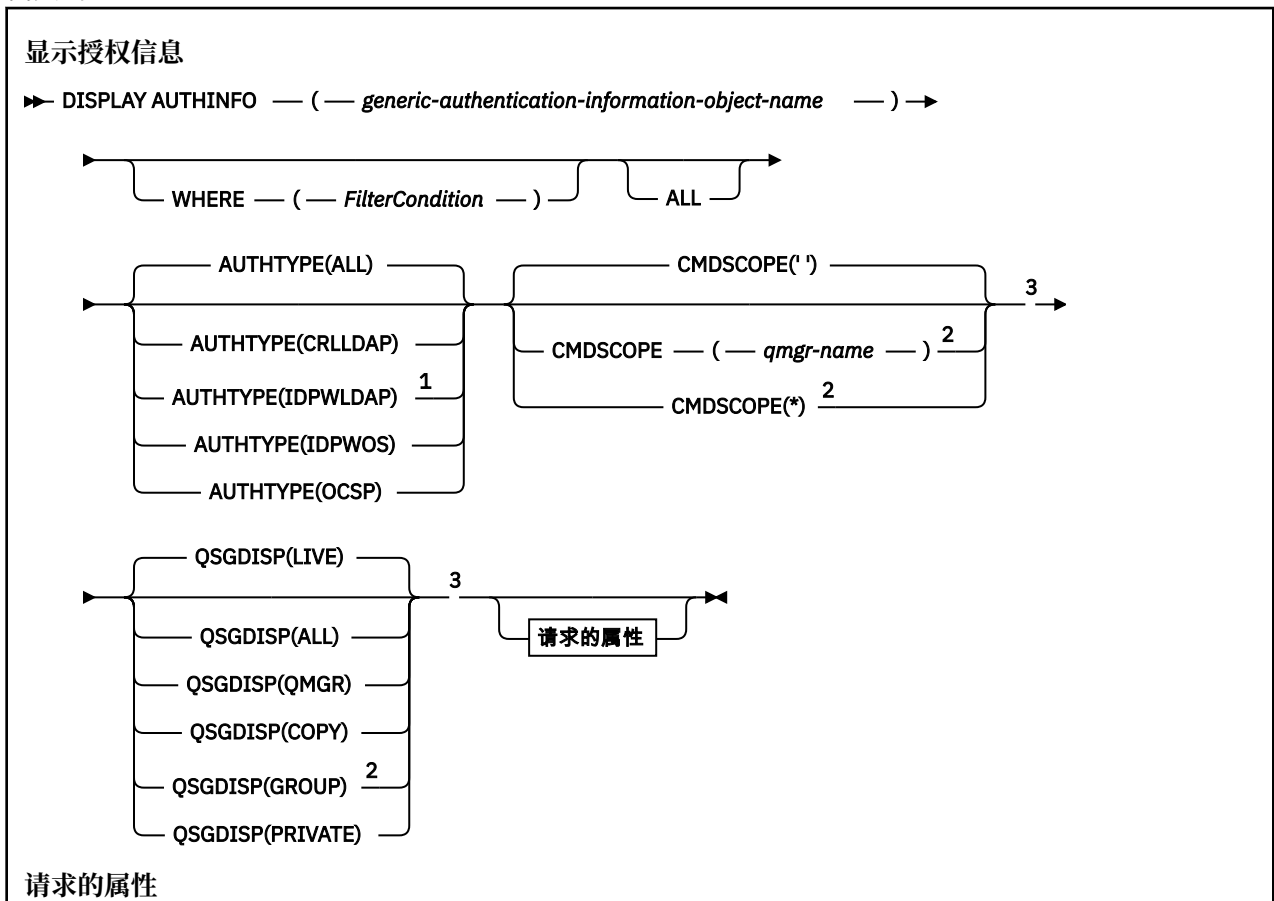 显示授权信息
DISPLAY AUTHINFO ( generic-authentication-information-object-name )
WHERE ( FilterCondition ) ALL
AUTHTYPE(ALL) CMDSCOPE(' ')
3
AUTHTYPE(CRLLDAP) CMDSCOPE ( qmgr-name ) 2
AUTHTYPE(IDPWLDAP) 1 CMDSCOPE(*) 2
AUTHTYPE(IDPWOS)
AUTHTYPE(OCSP)
QSGDISP(LIVE)
3
QSGDISP(ALL) 请求的属性
QSGDISP(QMGR)
QSGDISP(COPY)
QSGDISP(GROUP) 2
QSGDISP(PRIVATE)
请求的属性